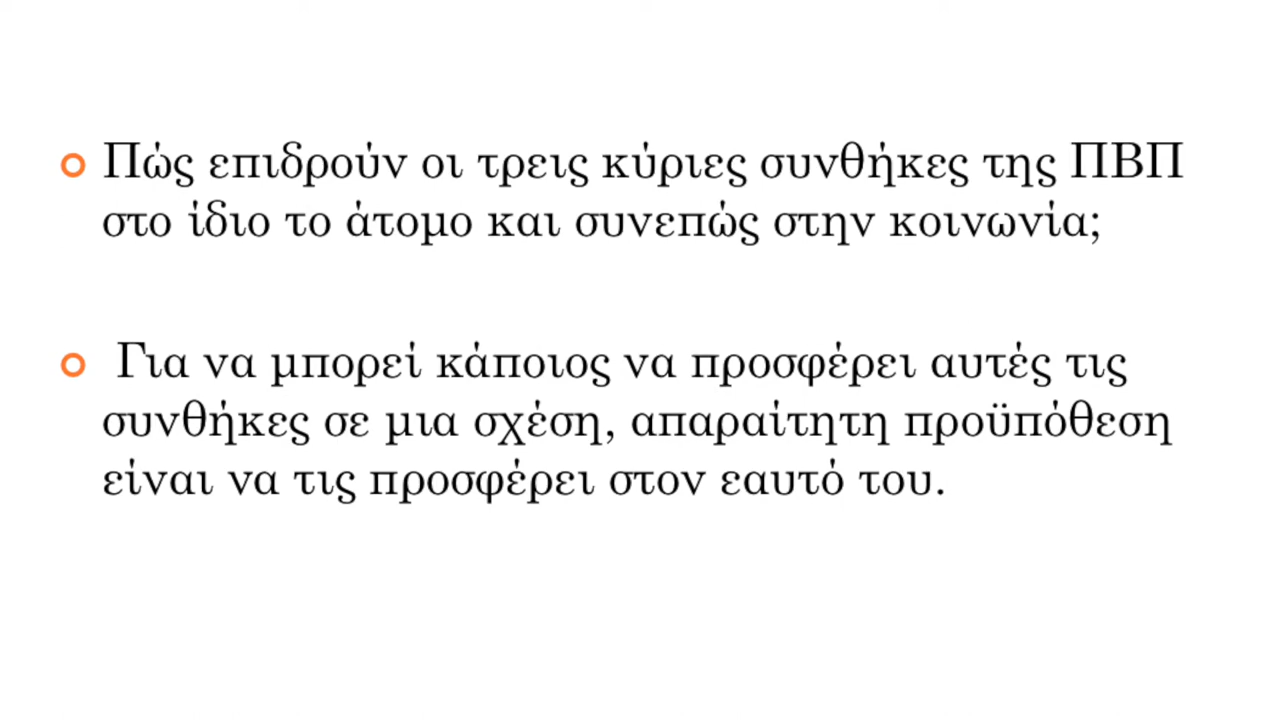 Πώς επιδρούν οι τρεις κύριες συνθήκες της ΠΒΠ
στο ίδιο το άτομο και συνεπώς στην κοινωνία;
Για να μπορεί κάποιος να προσφέρει αυτές τις
συνθήκες σε μια σχέση, απαραίτητη προϋπόθεση
είναι να τις προσφέρει στον εαυτό του.